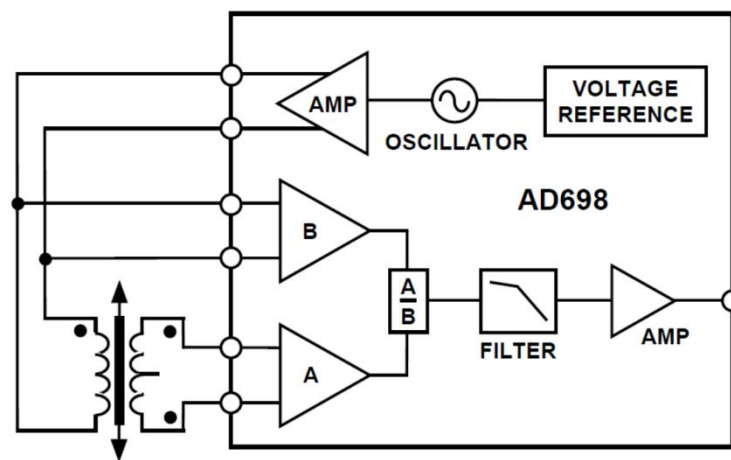 AMP
OSCILLATOR
VOLTAGE
REFERENCE
AD698
B
A
B
A
FILTER
AMP